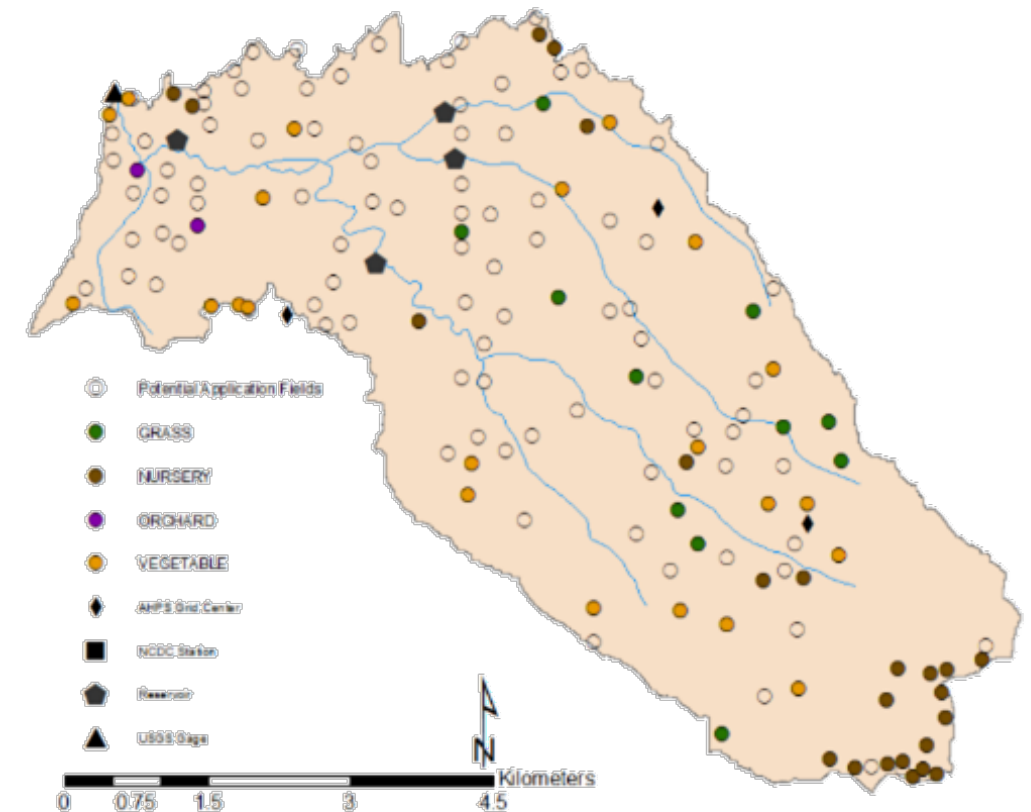 Potential Application Fields
GRASS
NURSERY
ORCHARD
VEGETABLE
AHPS Grid Center
NCDC Station
Reservoir
USGS Gage
N
Kilometers
0 0.75 1.5 3 4.5